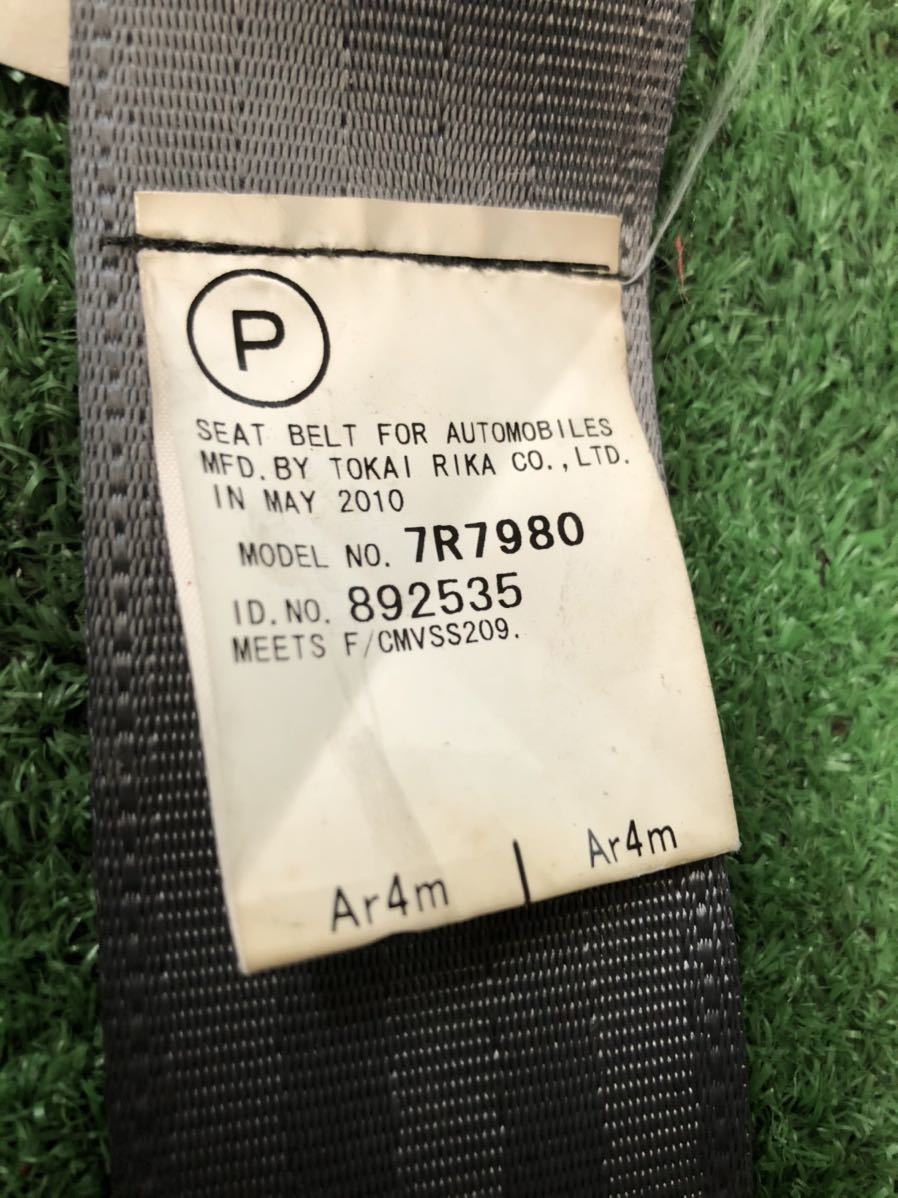 P
SEAT BELT FOR AUTOMOBILES
MFD. BY TOKAI RIKA CO., LTD.
IN MAY 2010
MODEL NO. 7R7980
ID. NO. 892535
MEETS F/CMVSS209.
Ar4m | Ar4m